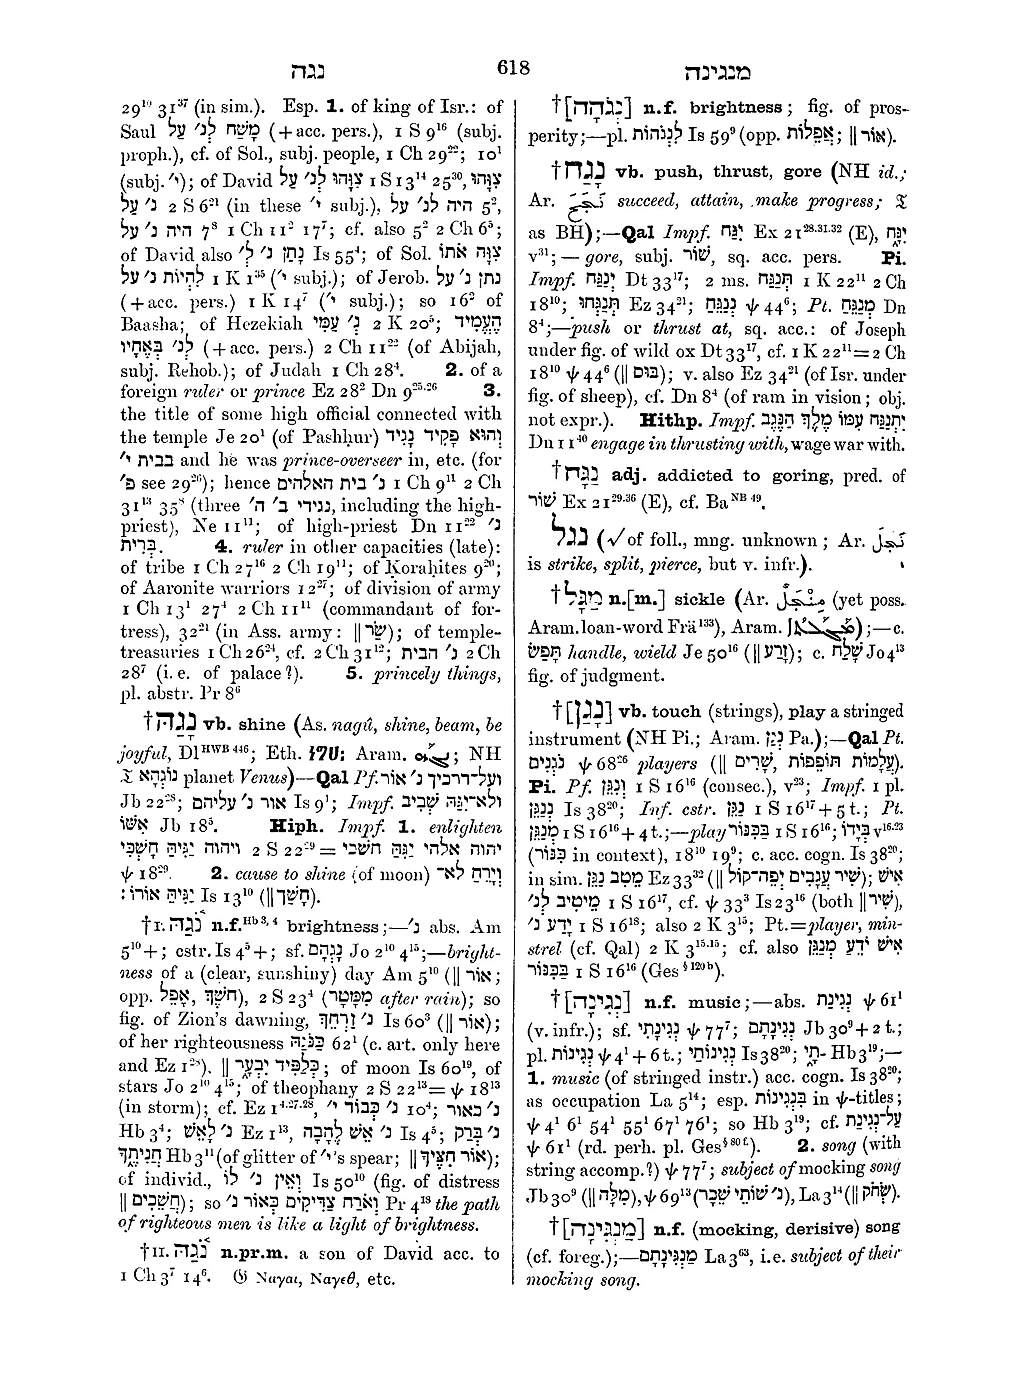 נגה 618 מנגינה
29¹⁰ 31³⁷ (in sim.). Esp. 1. of king of Isr.: of
Saul מָשַׁח לְנ׳ עַל (+acc. pers.), 1 S 9¹⁶ (subj.
proph.), cf. of Sol., subj. people, 1 Ch 29²²; 10¹
(subj. י׳); of David צִוָּהוּ לְנ׳ עַל 1 S 13¹⁴ 25³⁰, צִוָּהוּ
נ׳ עַל 2 S 6²¹ (in these י׳ subj.), היה לנ׳ על 5²,
היה נ׳ עַל 7⁸ 1 Ch 11² 17⁷; cf. also 5² 2 Ch 6⁵;
of David also נָתַן נ׳ לְ Is 55⁴; of Sol. צִוָּה אֹתוֹ
לִהְיוֹת נ׳ עַל 1 K 1³⁵ (י׳ subj.); of Jerob. נתן נ׳ על
(+acc. pers.) 1 K 14⁷ (י׳ subj.); so 16² of
Baasha; of Hezekiah נְ׳ עַמִּי 2 K 20⁵; הֶעֱמִיד
לְנ׳ בְּאֶחָיו (+acc. pers.) 2 Ch 11²² (of Abijah,
subj. Rehob.); of Judah 1 Ch 28⁴. 2. of a
foreign ruler or prince Ez 28² Dn 9²⁵·²⁶ 3.
the title of some high official connected with
the temple Je 20¹ (of Pashhur) וְהוּא פָקִיד נָגִיד
בבית י׳ and he was prince-overseer in, etc. (for
פ׳ see 29²⁶); hence נ׳ בית האלהים 1 Ch 9¹¹ 2 Ch
31¹³ 35⁸ (three נגידי ב׳ ה׳, including the high-
priest), Ne 11¹¹; of high-priest Dn 11²² נ׳
בְּרִית. 4. ruler in other capacities (late):
of tribe 1 Ch 27¹⁶ 2 Ch 19¹¹; of Korahites 9²⁰;
of Aaronite warriors 12²⁷; of division of army
1 Ch 13¹ 27⁴ 2 Ch 11¹¹ (commandant of for-
tress), 32²¹ (in Ass. army: ‖ שַׂר); of temple-
treasuries 1 Ch 26²⁴, cf. 2 Ch 31¹²; נ׳ הבית 2 Ch
28⁷ (i.e. of palace?). 5. princely things,
pl. abstr. Pr 8⁶
†נָגַהּ vb. shine (As. nagû, shine, beam, be
joyful, Dl HWB 446; Eth. Aram. ; NH
𝔗 נוֹגְהָא planet Venus)—Qal Pf. ועל־דרכיך נ׳ אור
Jb 22²⁸; אור נ׳ עליהם Is 9¹; Impf. ולא־יִגַּהּ שְׁבִיב
אִשּׁוֹ Jb 18⁵. Hiph. Impf. 1. enlighten
יהוה אלהי יַגִּיהַּ חשכי = 2 S 22²⁹ ויהוה יַגִּיהַּ חָשְׁכִּי
ψ 18²⁹. 2. cause to shine (of moon) וְיָרֵחַ לא־
יַגִּיהַּ אוֹרוֹ Is 13¹⁰ (‖ חָשַׁךְ).
†I. נֹ֫גַהּ n.f. Hb 3, 4 brightness;—נ׳ abs. Am
5¹⁰ +; cstr. Is 4⁵ +; sf. נָגְהָם Jo 2¹⁰ 4¹⁵;—bright-
ness of a (clear, sunshiny) day Am 5¹⁰ (‖ אוֹר;
opp. חֹשֶׁךְ, אָפֵל), 2 S 23⁴ (מִמָּטָר after rain); so
fig. of Zion's dawning, נ׳ זַרְחֵךְ Is 60³ (‖ אוֹר);
of her righteousness כַּנֹּגַהּ 62¹ (c. art. only here
and Ez 1²⁸), ‖ כְּלַפִּיד יִבְעָר; of moon Is 60¹⁹, of
stars Jo 2¹⁰ 4¹⁵; of theophany 2 S 22¹³ = ψ 18¹³
(in storm); cf. Ez 1⁴·²⁷·²⁸, נ׳ כְּבוֹד י׳ 10⁴; נ׳ כאור
Hb 3⁴; נ׳ לָאֵשׁ Ez 1¹³, נ׳ אֵשׁ לֶהָבָה Is 4⁵; נ׳ בְּרַק
חֲנִיתֶךָ Hb 3¹¹ (of glitter of י׳'s spear; ‖ אוֹר חִצֶּיךָ);
of individ., וְאֵין נ׳ לוֹ Is 50¹⁰ (fig. of distress
‖ חֲשֵׁכִים); so וְאֹרַח צַדִּיקִים כְּאוֹר נ׳ Pr 4¹⁸ the path
of righteous men is like a light of brightness.
†II. נֹ֫גַהּ n.pr.m. a son of David acc. to
1 Ch 3⁷ 14⁶. 𝔊 Ναγαι, Ναγεθ, etc.
†[נְגֹהָה] n.f. brightness; fig. of pros-
perity;—pl. לִנְגֹהוֹת Is 59⁹ (opp. אֲפֵלוֹת; ‖ אוֹר).
†נָגַח vb. push, thrust, gore (NH id.;
Ar. succeed, attain, make progress; 𝔗
as BH);—Qal Impf. יִגַּח Ex 21²⁸·³¹·³² (E), יִגָּח
v³¹;—gore, subj. שׁוֹר, sq. acc. pers. Pi.
Impf. יְנַגַּח Dt 33¹⁷; 2 ms. תְּנַגַּח 1 K 22¹¹ 2 Ch
18¹⁰; תְּנַגְּחוּ Ez 34²¹; נְנַגֵּחַ ψ 44⁶; Pt. מְנַגֵּחַ Dn
8⁴;—push or thrust at, sq. acc.: of Joseph
under fig. of wild ox Dt 33¹⁷, cf. 1 K 22¹¹ = 2 Ch
18¹⁰ ψ 44⁶ (‖ בּוּס); v. also Ez 34²¹ (of Isr. under
fig. of sheep), cf. Dn 8⁴ (of ram in vision; obj.
not expr.). Hithp. Impf. יִתְנַגַּח עִמּוֹ מֶלֶךְ הַנֶּגֶב
Dn 11⁴⁰ engage in thrusting with, wage war with.
†נַגָּח adj. addicted to goring, pred. of
שׁוֹר Ex 21²⁹·³⁶ (E), cf. Ba NB 49.
נגל (√ of foll., mng. unknown; Ar. نَجَلَ
is strike, split, pierce, but v. infr.).
†מַגָּל n.[m.] sickle (Ar. مِنْجَلٌ (yet poss.
Aram. loan-word Frä¹³³), Aram. );—c.
תֹּפֵשׂ handle, wield Je 50¹⁶ (‖ זֹרֵעַ); c. שָׁלַח Jo 4¹³
fig. of judgment.
†[נָגַן] vb. touch (strings), play a stringed
instrument (NH Pi.; Aram. נַגֵּן Pa.);—Qal Pt.
נֹגְנִים ψ 68²⁶ players (‖ שָׁרִים, עֲלָמוֹת תּוֹפֵפוֹת).
Pi. Pf. וְנִגֵּן 1 S 16¹⁶ (consec.), v²³; Impf. 1 pl.
נְנַגֵּן Is 38²⁰; Inf. cstr. נַגֵּן 1 S 16¹⁷ + 5 t.; Pt.
מְנַגֵּן 1 S 16¹⁶ + 4 t.;—play בַּכִּנּוֹר 1 S 16¹⁶; בְּיָדוֹ v¹⁶·²³
(כִּנּוֹר in context), 18¹⁰ 19⁹; c. acc. cogn. Is 38²⁰;
in sim. מֵטִב נַגֵּן Ez 33³² (‖ שִׁיר עֲגָבִים יְפֵה־קוֹל); אִישׁ
מֵיטִיב לְנ׳ 1 S 16¹⁷, cf. ψ 33³ Is 23¹⁶ (both ‖ שִׁיר),
יֹדֵעַ נ׳ 1 S 16¹⁸; also 2 K 3¹⁵; Pt. = player, min-
strel (cf. Qal) 2 K 3¹⁵·¹⁵; cf. also אִישׁ יֹדֵעַ מְנַגֵּן
בַּכִּנּוֹר 1 S 16¹⁶ (Ges § 120 b).
†[נְגִינָה] n.f. music;—abs. נְגִינַת ψ 61¹
(v. infr.); sf. נְגִינָתִי ψ 77⁷; נְגִינָתָם Jb 30⁹ + 2 t.;
pl. נְגִינוֹת ψ 4¹ + 6 t.; נְגִינוֹתַי Is 38²⁰; תָי- Hb 3¹⁹;—
1. music (of stringed instr.) acc. cogn. Is 38²⁰;
as occupation La 5¹⁴; esp. בִּנְגִינוֹת in ψ-titles;
ψ 4¹ 6¹ 54¹ 55¹ 67¹ 76¹; so Hb 3¹⁹; cf. עַל־נְגִינַת
ψ 61¹ (rd. perh. pl. Ges § 80 f.). 2. song (with
string accomp.?) ψ 77⁷; subject of mocking song
Jb 30⁹ (‖ מִלָּה), ψ 69¹³ (נ׳ שׁוֹתֵי שֵׁכָר), La 3¹⁴ (‖ שְׂחֹק).
†[מַנְגִּינָה] n.f. (mocking, derisive) song
(cf. foreg.);—מַנְגִּינָתָם La 3⁶³, i.e. subject of their
mocking song.